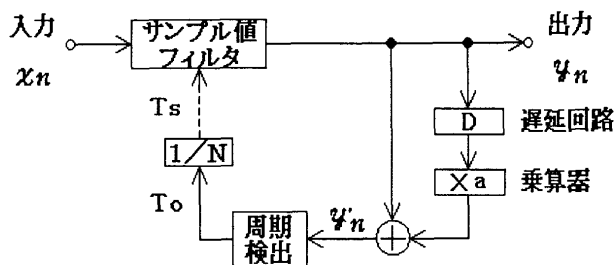 入力
xn
サンプル値
フィルタ
出力
yn
Ts
D
遅延回路
1/N
×a
乗算器
To
y'n
周期
検出